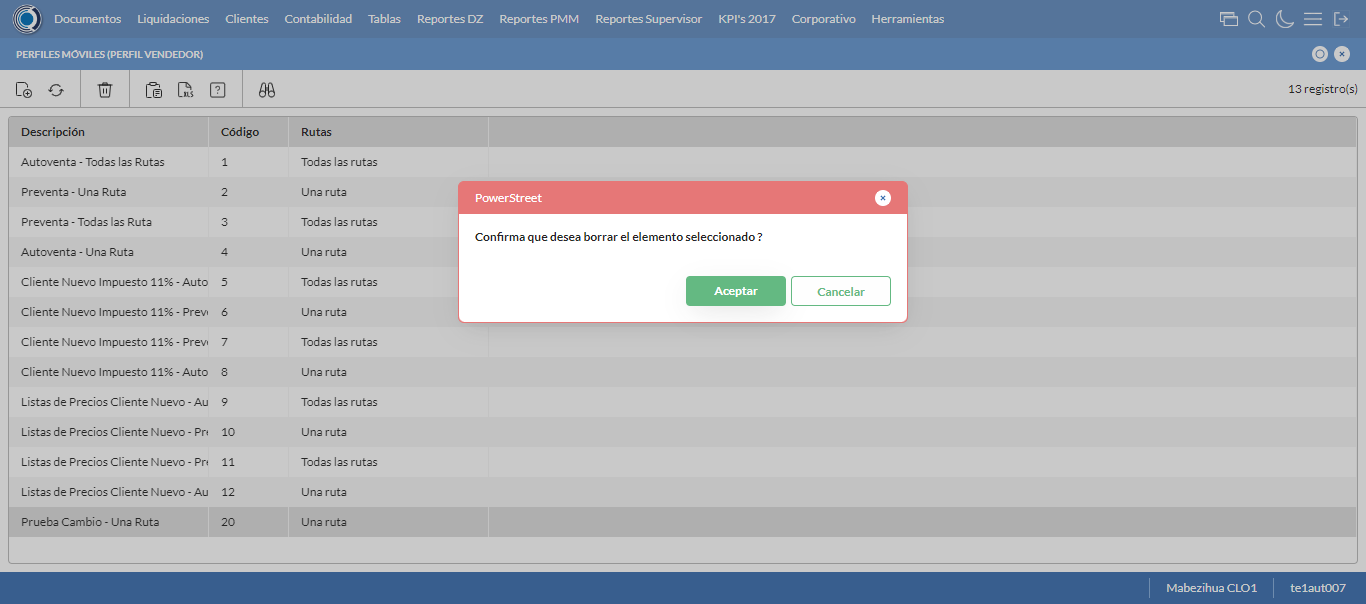 Documentos Liquidaciones Clientes Contabilidad Tablas Reportes DZ Reportes PMM Reportes Supervisor KPI's 2017 Corporativo Herramientas
PERFILES MÓVILES (PERFIL VENDEDOR)
XLS ? 13 registro(s)
Descripción Código Rutas
Autoventa - Todas las Rutas 1 Todas las rutas
Preventa - Una Ruta 2 Una ruta
Preventa - Todas las Ruta 3 Todas las rutas
Autoventa - Una Ruta 4 Una ruta
Cliente Nuevo Impuesto 11% - Auto 5 Todas las rutas
Cliente Nuevo Impuesto 11% - Prev 6 Una ruta
Cliente Nuevo Impuesto 11% - Prev 7 Todas las rutas
Cliente Nuevo Impuesto 11% - Auto 8 Una ruta
Listas de Precios Cliente Nuevo - Au 9 Todas las rutas
Listas de Precios Cliente Nuevo - Pr 10 Una ruta
Listas de Precios Cliente Nuevo - Pr 11 Todas las rutas
Listas de Precios Cliente Nuevo - Au 12 Una ruta
Prueba Cambio - Una Ruta 20 Una ruta
PowerStreet
Confirma que desea borrar el elemento seleccionado ?
Aceptar Cancelar
Mabezihua CLO1 te1aut007